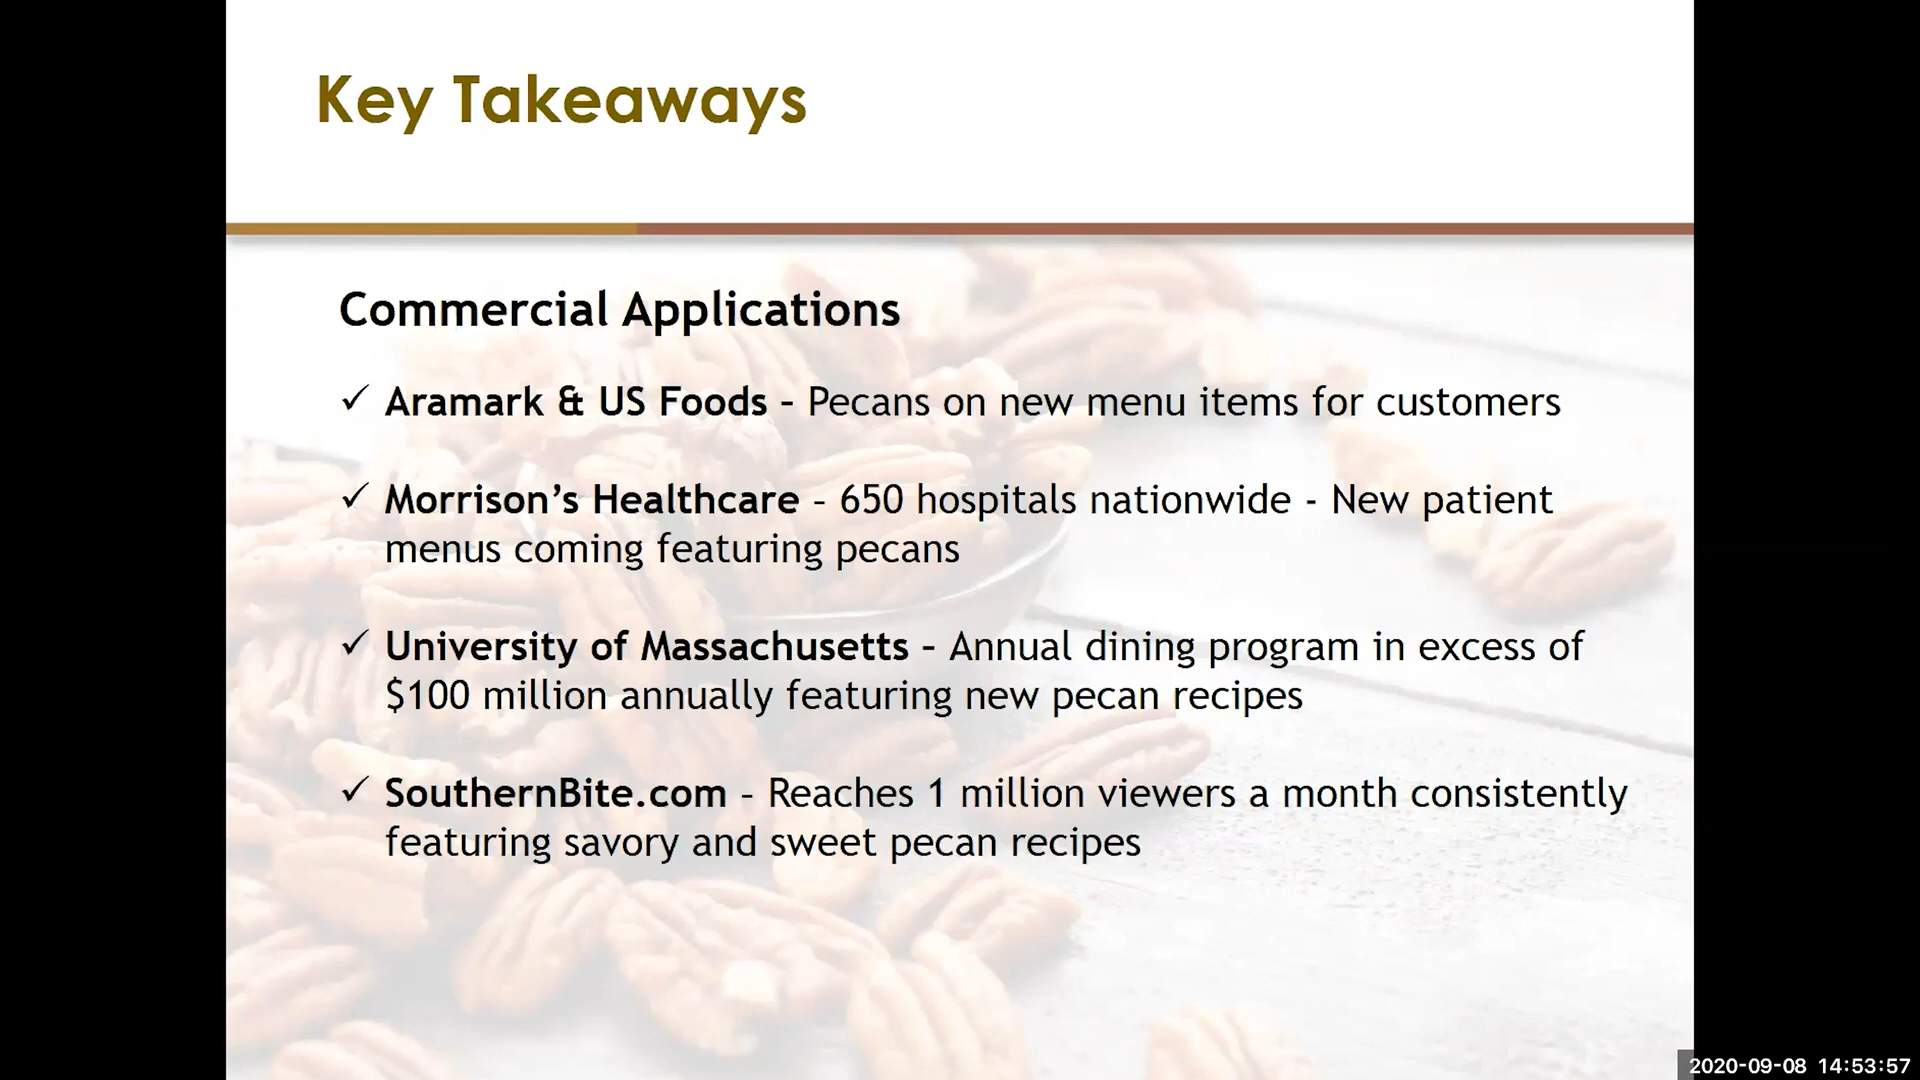 Key Takeaways
Commercial Applications
✓ Aramark & US Foods – Pecans on new menu items for customers
✓ Morrison’s Healthcare – 650 hospitals nationwide - New patient
menus coming featuring pecans
✓ University of Massachusetts – Annual dining program in excess of
$100 million annually featuring new pecan recipes
✓ SouthernBite.com – Reaches 1 million viewers a month consistently
featuring savory and sweet pecan recipes
2020-09-08 14:53:57